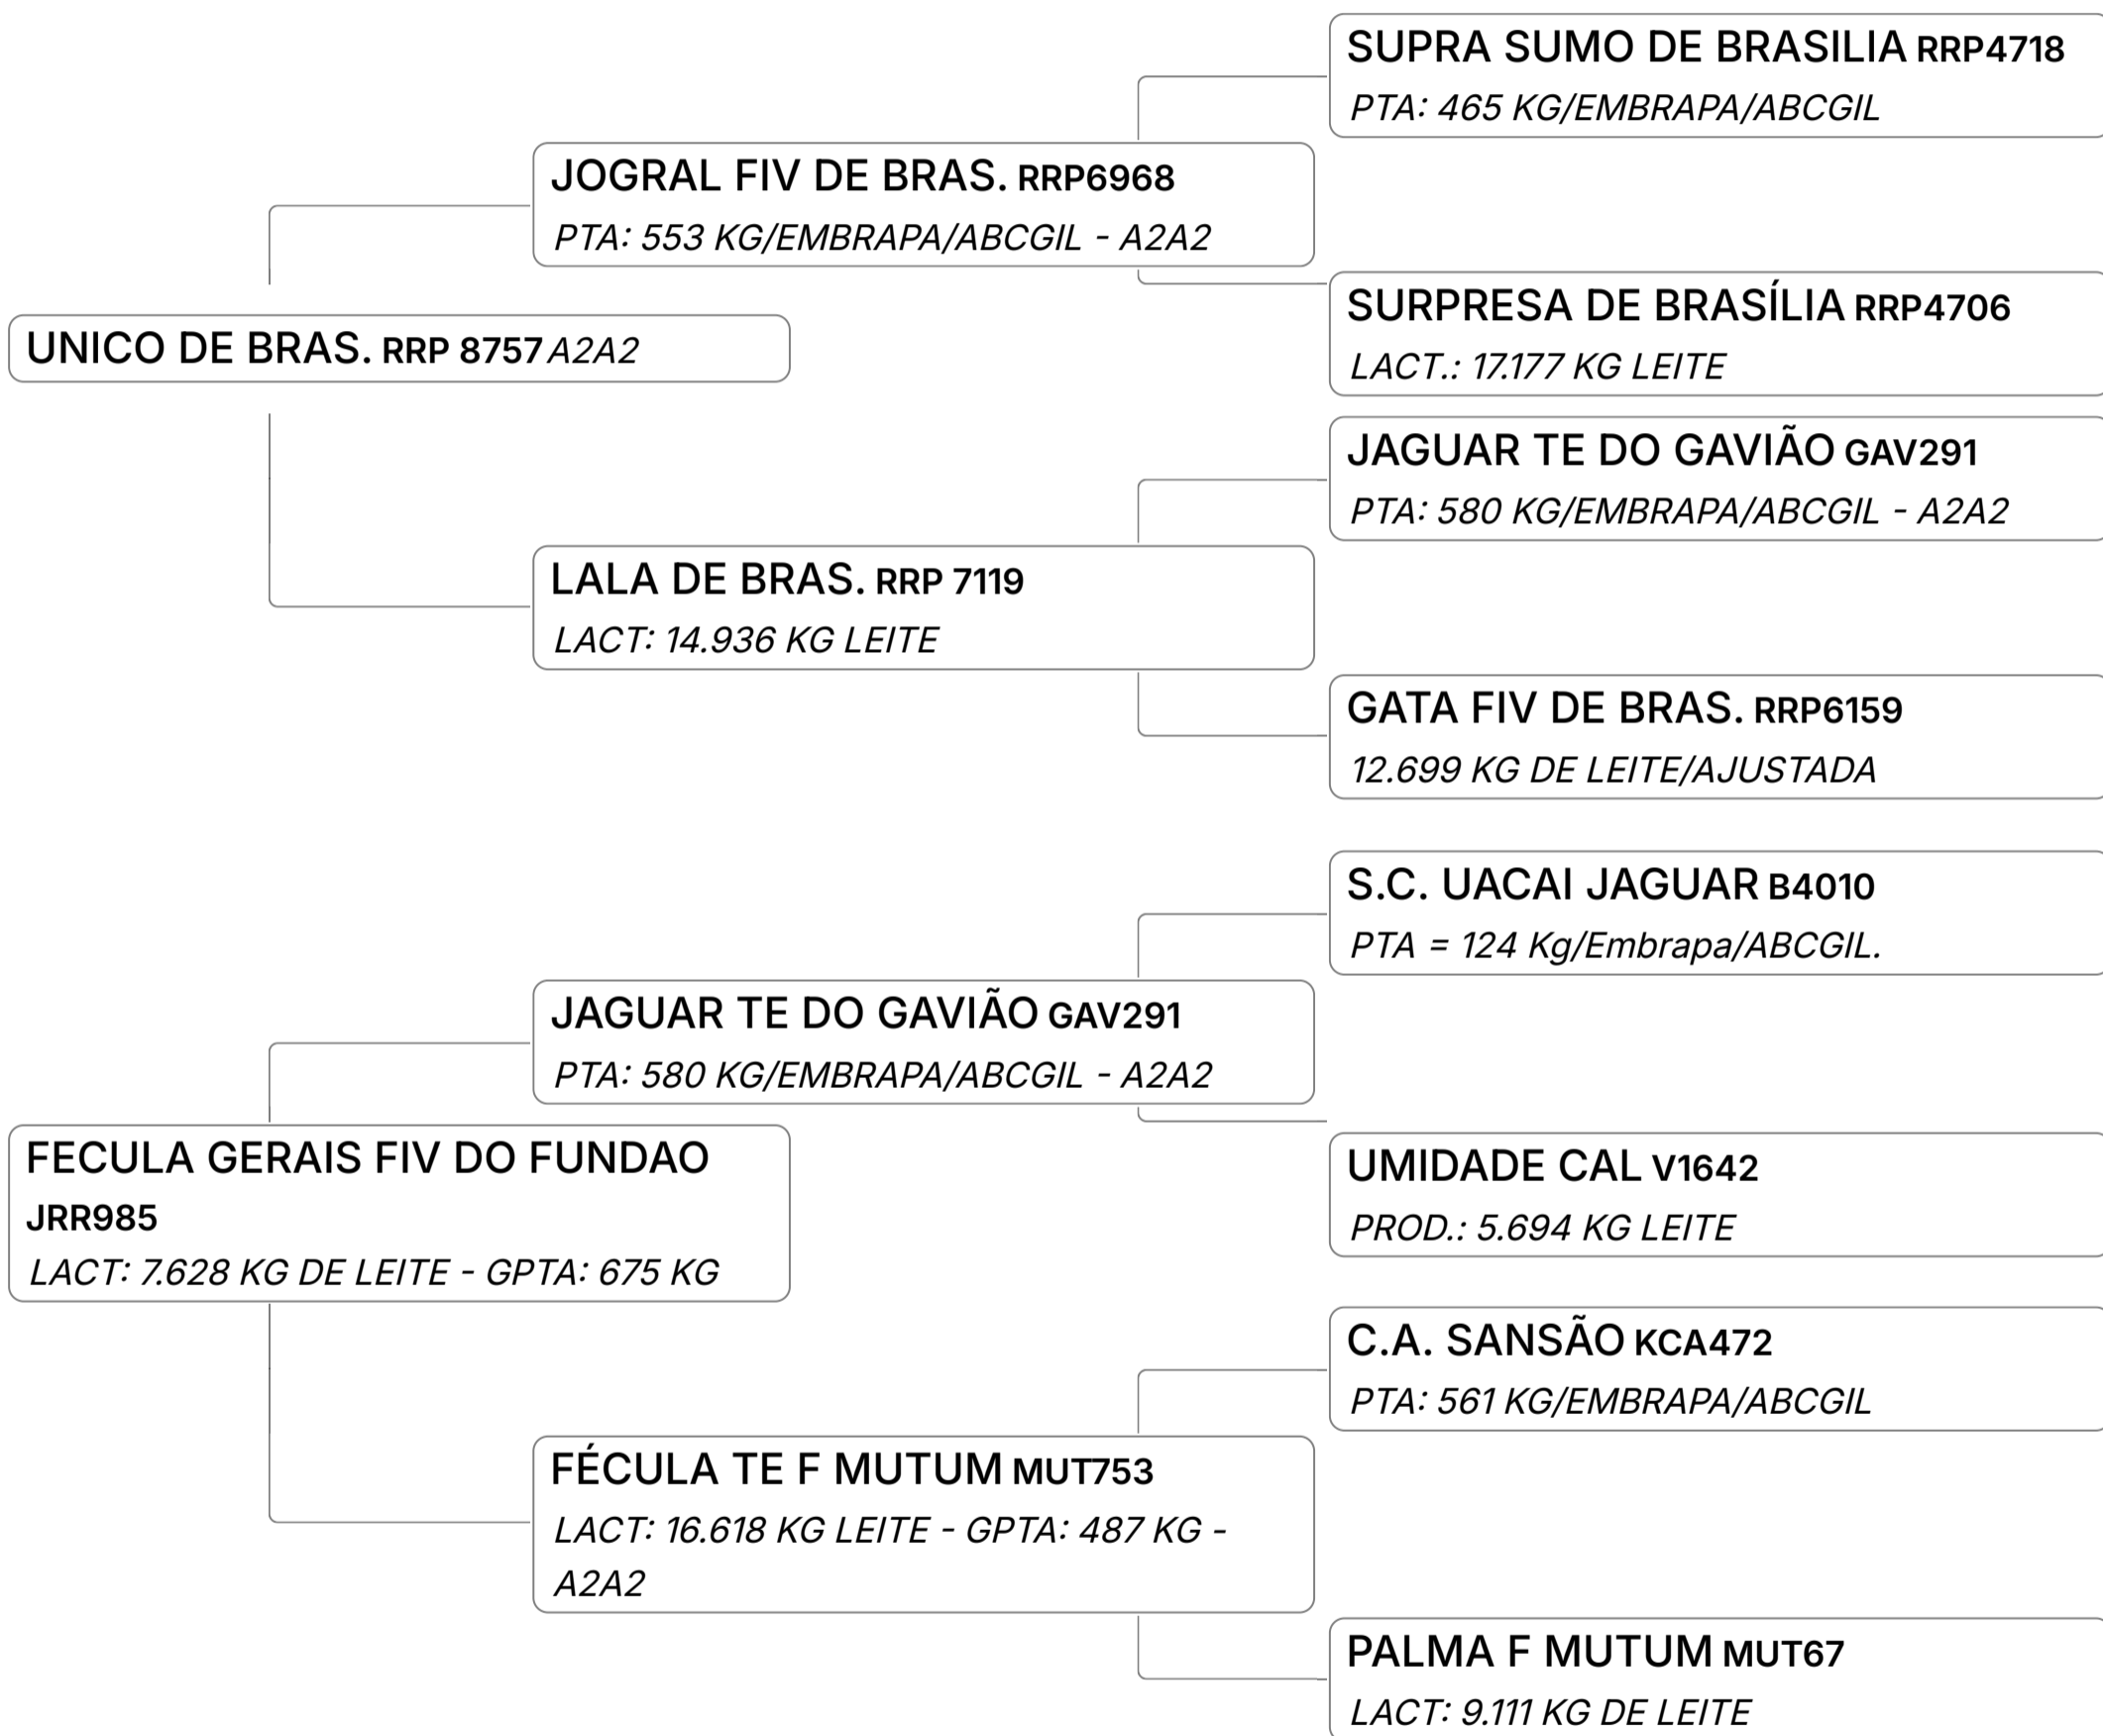 SUPRA SUMO DE BRASILIA RRP4718
PTA: 465 KG/EMBRAPA/ABCGIL
JOGRAL FIV DE BRAS. RRP6968
PTA: 553 KG/EMBRAPA/ABCGIL - A2A2
SURPRESA DE BRASÍLIA RRP4706
LACT.: 17.177 KG LEITE
UNICO DE BRAS. RRP 8757 A2A2
JAGUAR TE DO GAVIÃO GAV291
PTA: 580 KG/EMBRAPA/ABCGIL - A2A2
LALA DE BRAS. RRP 7119
LACT: 14.936 KG LEITE
GATA FIV DE BRAS. RRP6159
12.699 KG DE LEITE/AJUSTADA
S.C. UACAI JAGUAR B4010
PTA = 124 Kg/Embrapa/ABCGIL.
JAGUAR TE DO GAVIÃO GAV291
PTA: 580 KG/EMBRAPA/ABCGIL - A2A2
FECULA GERAIS FIV DO FUNDAO
JRR985
LACT: 7.628 KG DE LEITE - GPTA: 675 KG
UMIDADE CAL V1642
PROD.: 5.694 KG LEITE
C.A. SANSÃO KCA472
PTA: 561 KG/EMBRAPA/ABCGIL
FÉCULA TE F MUTUM MUT753
LACT: 16.618 KG LEITE - GPTA: 487 KG -
A2A2
PALMA F MUTUM MUT67
LACT: 9.111 KG DE LEITE